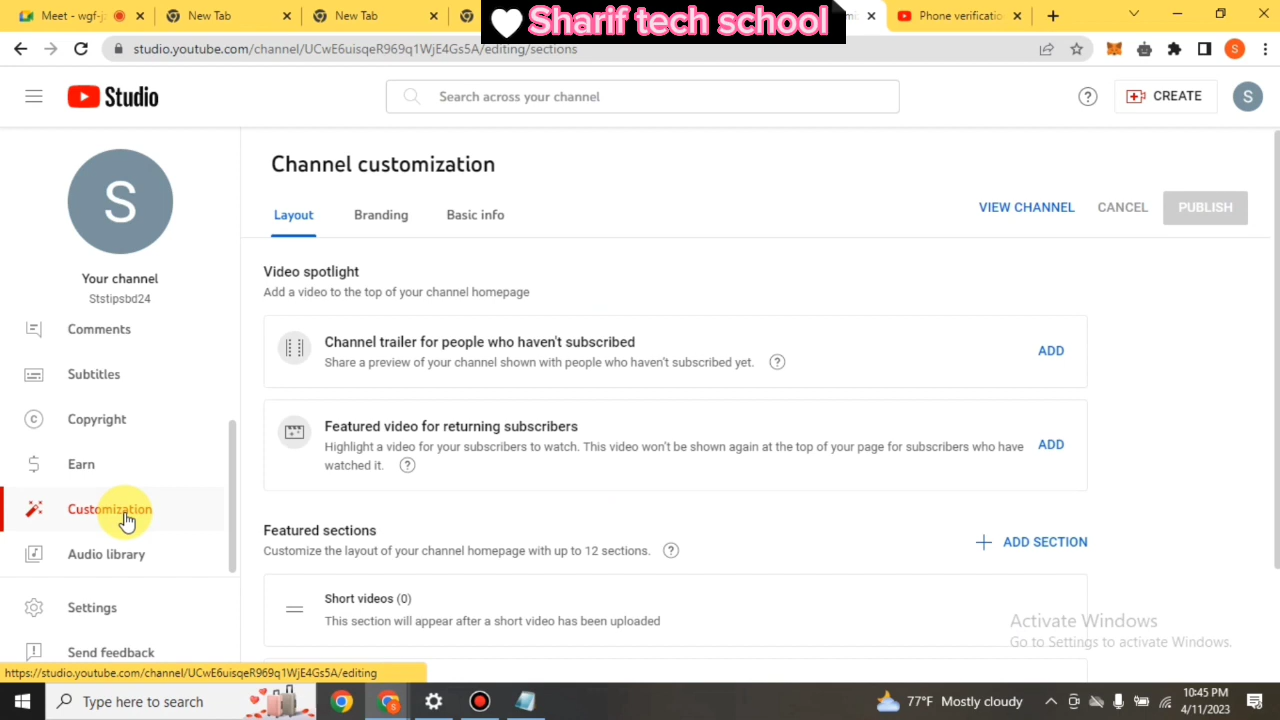 Meet - wg
New Tab
New Tab
Phone verificatio
Sharif tech school
studio.youtube.com/channel/UCwE6uisqeR969q1WjE4Gs5A/editing/sections
S
Studio
Search across your channel
CREATE
S
S
Your channel
Ststipsbd24
Comments
Subtitles
Copyright
Earn
Customization
Audio library
Settings
Send feedback
Channel customization
Layout
Branding
Basic info
VIEW CHANNEL
CANCEL
PUBLISH
Video spotlight
Add a video to the top of your channel homepage
Channel trailer for people who haven't subscribed
Share a preview of your channel shown with people who haven't subscribed yet.
ADD
Featured video for returning subscribers
Highlight a video for your subscribers to watch. This video won't be shown again at the top of your page for subscribers who have
watched it.
ADD
Featured sections
Customize the layout of your channel homepage with up to 12 sections.
ADD SECTION
Short videos (0)
This section will appear after a short video has been uploaded
Activate Windows
Go to Settings to activate Windows.
https://studio.youtube.com/channel/UCwE6uisqeR969q1WjE4Gs5A/editing
Type here to search
77°F Mostly cloudy
10:45 PM
4/11/2023